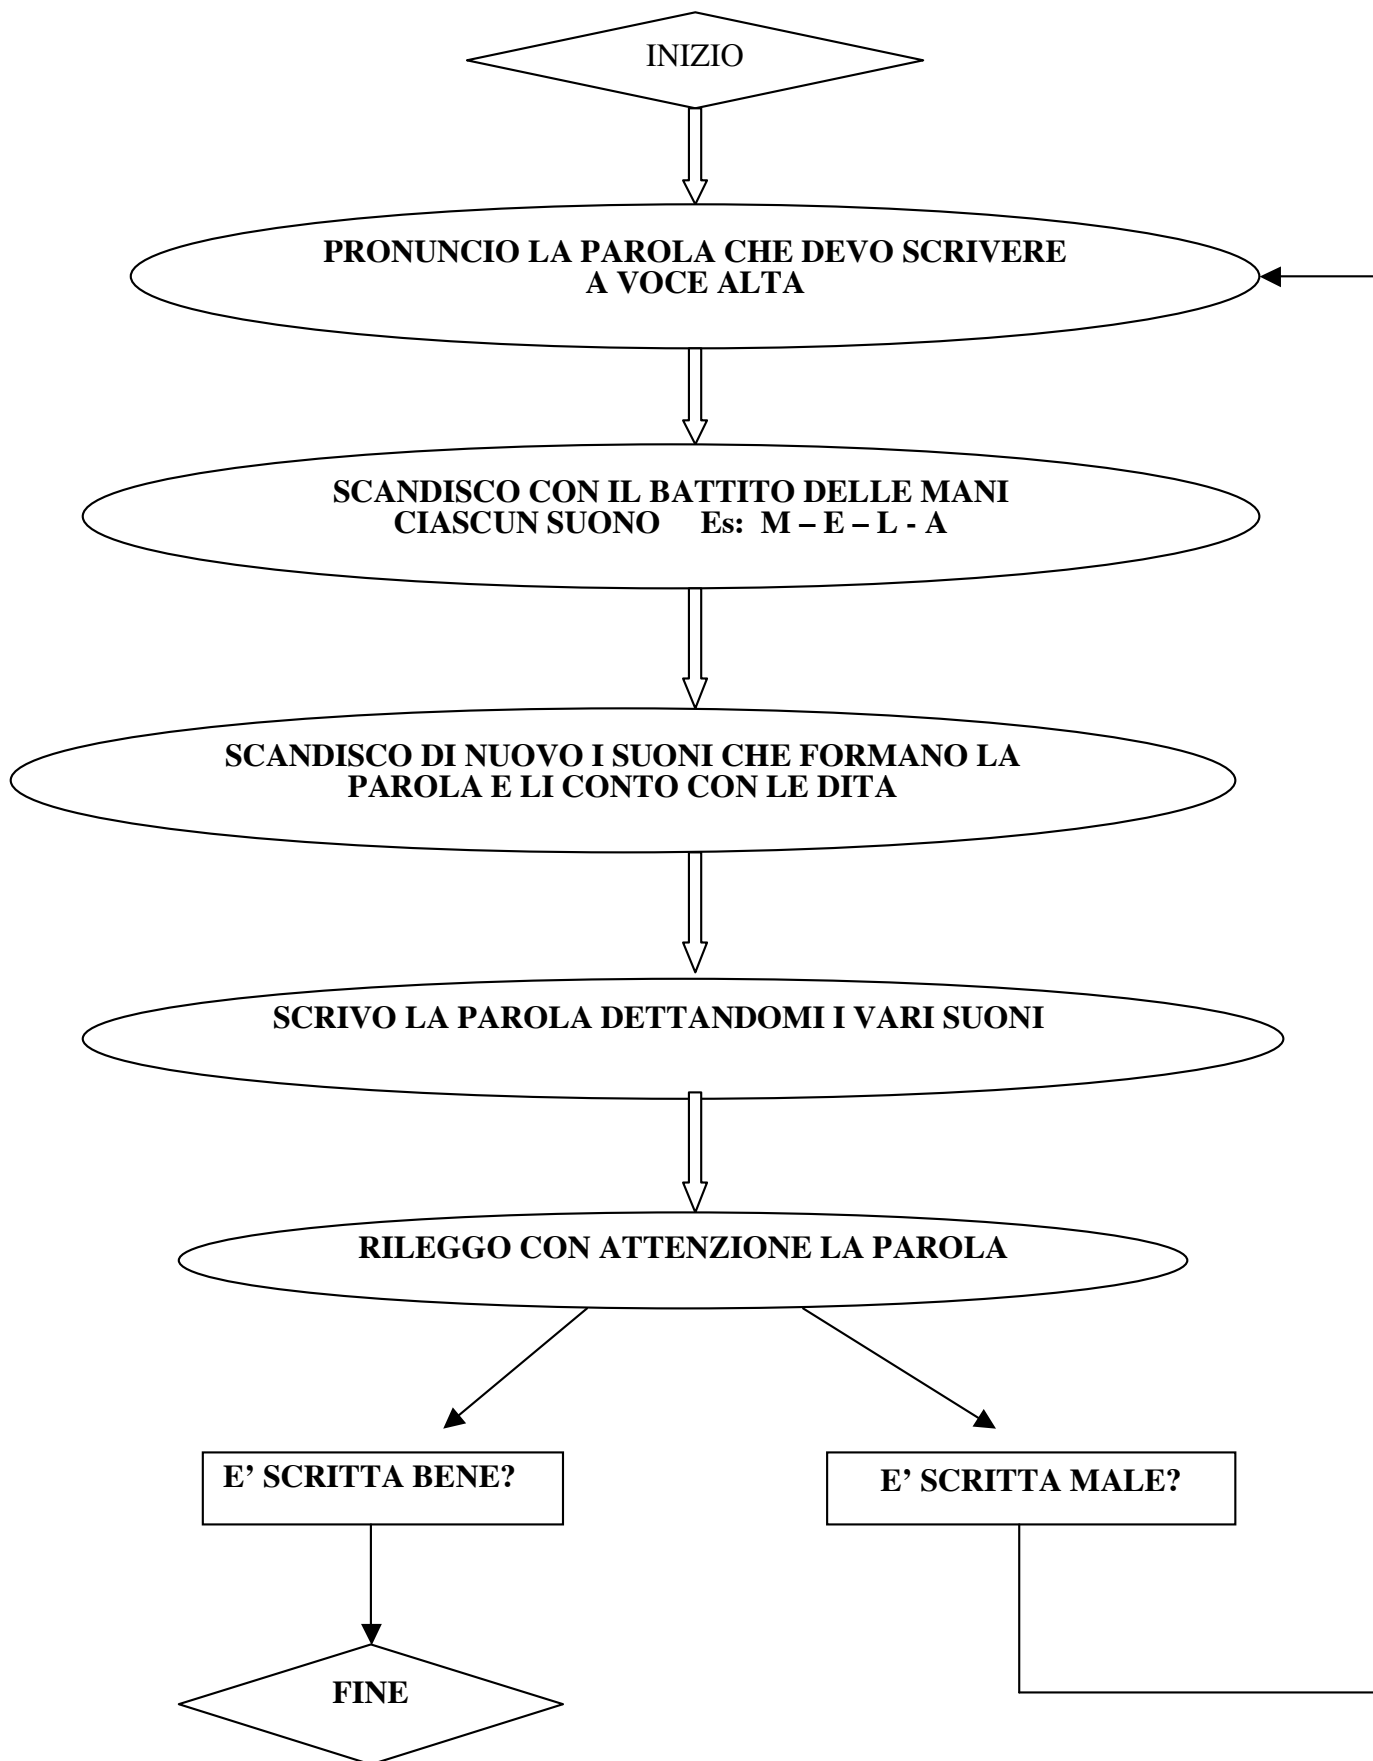 INIZIO
PRONUNCIO LA PAROLA CHE DEVO SCRIVERE
A VOCE ALTA
SCANDISCO CON IL BATTITO DELLE MANI
CIASCUN SUONO Es: M – E – L - A
SCANDISCO DI NUOVO I SUONI CHE FORMANO LA
PAROLA E LI CONTO CON LE DITA
SCRIVO LA PAROLA DETTANDOMI I VARI SUONI
RILEGGO CON ATTENZIONE LA PAROLA
E’ SCRITTA BENE?
E’ SCRITTA MALE?
FINE